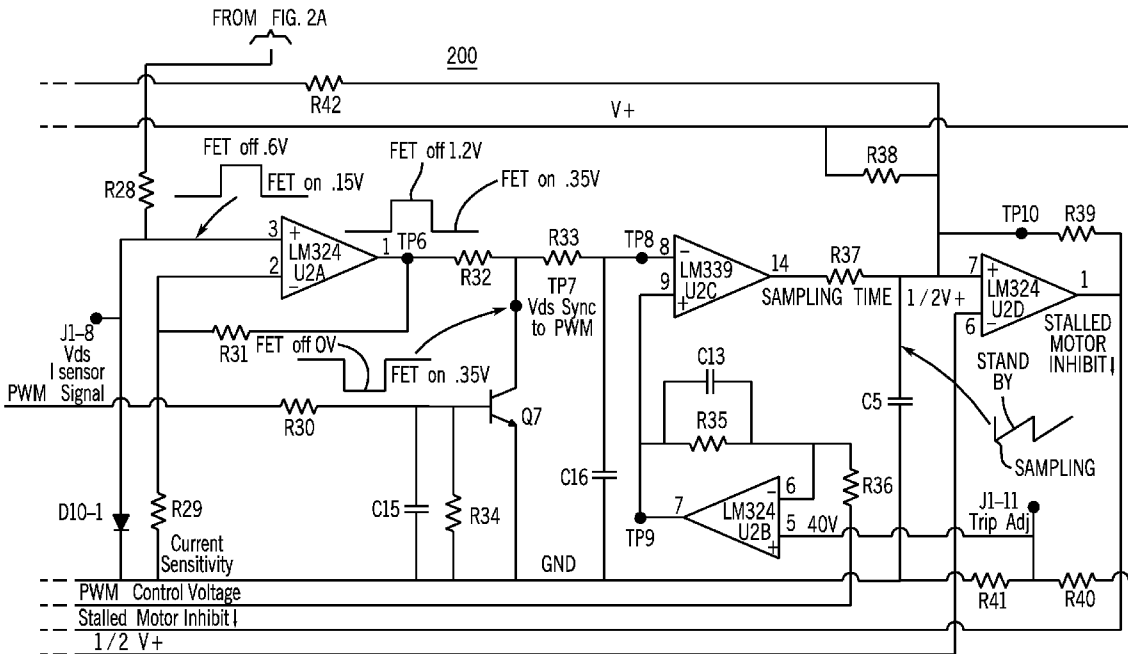 FROM FIG. 2A
200
R42
V+
FET off .6V
FET on .15V
R28
FET off 1.2V
FET on .35V
R38
TP10
R39
3
+
LM324
U2A
2
−
1
TP6
R32
R33
TP8
8
−
LM339
U2C
9
+
14
R37
SAMPLING TIME
1/2V+
7
+
LM324
U2D
6
−
1
TP7
Vds Sync
to PWM
STALLED
MOTOR
INHIBIT↓
J1-8
Vds
I sensor
Signal
PWM
R31
FET off 0V
FET on .35V
R30
Q7
C13
R35
C5
STAND
BY
SAMPLING
D10-1
R29
Current
Sensitivity
C15
R34
C16
R36
TP9
7
−
6
LM324
U2B
5
+
40V
J1-11
Trip Adj
GND
R41
R40
PWM Control Voltage
Stalled Motor Inhibit↓
1/2 V+